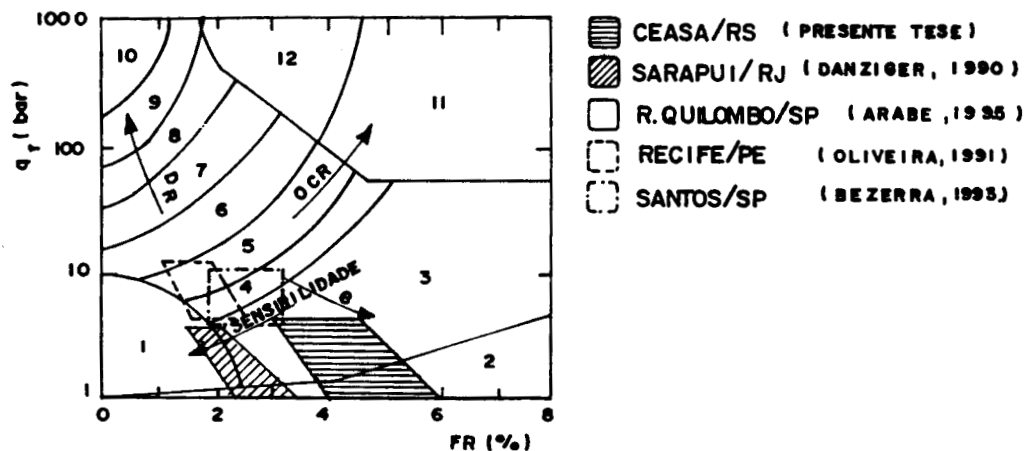 1000
100
10
1
q_T (bar)
0
2
4
6
8
FR (%)
10
9
8
7
6
5
4
3
2
1
12
11
DR
OCR
SENSIBILIDADE
e
CEASA/RS (PRESENTE TESE)
SARAPUI/RJ (DANZIGER, 1990)
R.QUILOMBO/SP (ARABE, 1995)
RECIFE/PE (OLIVEIRA, 1991)
SANTOS/SP (BEZERRA, 1993)